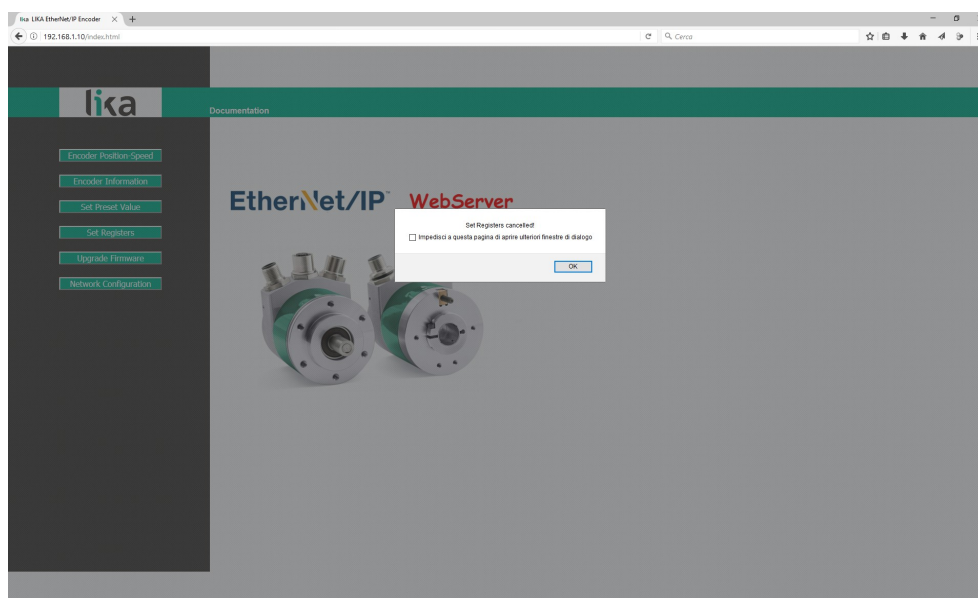 lika LIKA EtherNet/IP Encoder
192.168.1.10/index.html
Cerca
lika
Documentation
Encoder Position-Speed
Encoder Information
Set Preset Value
Set Registers
Upgrade Firmware
Network Configuration
EtherNet/IP™ WebServer
Set Registers cancelled!
Impedisci a questa pagina di aprire ulteriori finestre di dialogo
OK